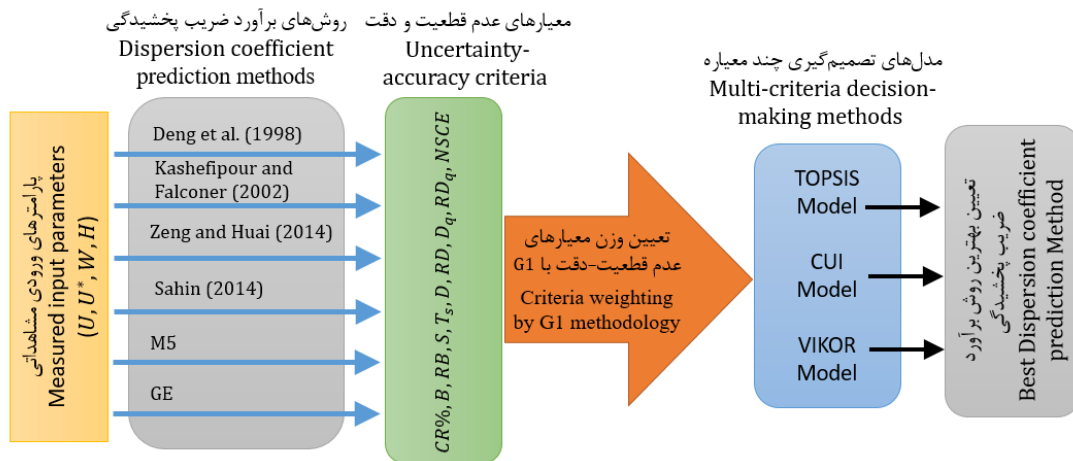 پارامترهای ورودی مشاهداتی
Measured input parameters
(U, U*, W, H)
روش‌های برآورد ضریب پخشیدگی
Dispersion coefficient
prediction methods
Deng et al. (1998)
Kashefipour and
Falconer (2002)
Zeng and Huai (2014)
Sahin (2014)
M5
GE
معیارهای عدم قطعیت و دقت
Uncertainty-
accuracy criteria
CR%, B, RB, S, T_s, D, RD, D_q, RD_q, NSCE
تعیین وزن معیارهای
عدم قطعیت-دقت با G1
Criteria weighting
by G1 methodology
مدل‌های تصمیم‌گیری چند معیاره
Multi-criteria decision-
making methods
TOPSIS
Model
CUI
Model
VIKOR
Model
تعیین بهترین روش برآورد
ضریب پخشیدگی
Best Dispersion coefficient
prediction Method